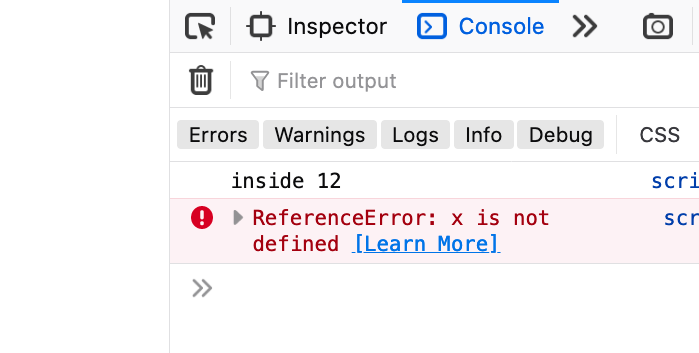 Inspector Console
Filter output
Errors Warnings Logs Info Debug CSS
inside 12 scri
ReferenceError: x is not scr
defined [Learn More]